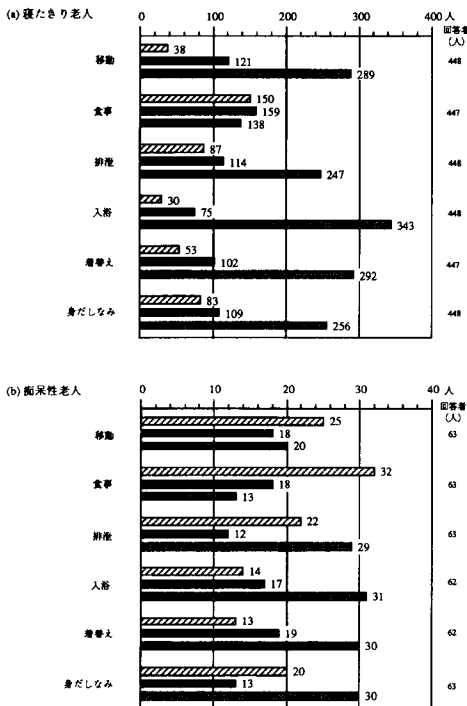 (a) 寝たきり老人
0 100 200 300 400 人
回答者
(人)
38
移動 121 448
289
150
食事 159 447
138
87
排泄 114 448
247
30
入浴 75 448
343
53
着替え 102 447
292
83
身だしなみ 109 448
256
(b) 痴呆性老人
0 10 20 30 40 人
回答者
(人)
25
移動 18 63
20
32
食事 18 63
13
22
排泄 12 63
29
14
入浴 17 62
31
13
着替え 19 62
30
20
身だしなみ 13 63
30